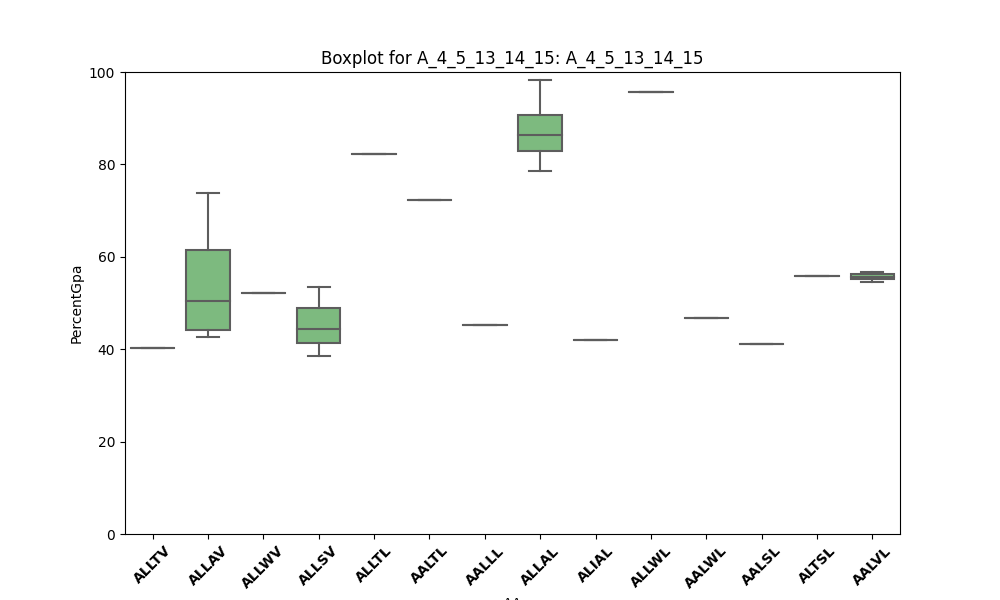 Boxplot for A_4_5_13_14_15: A_4_5_13_14_15
100
80
60
40
20
0
PercentGpa
ALLTV ALLAV ALLWV ALLSV ALLTL AALTL AALLL ALLAL ALIAL ALLWL AALWL AALSL ALTSL AALVL